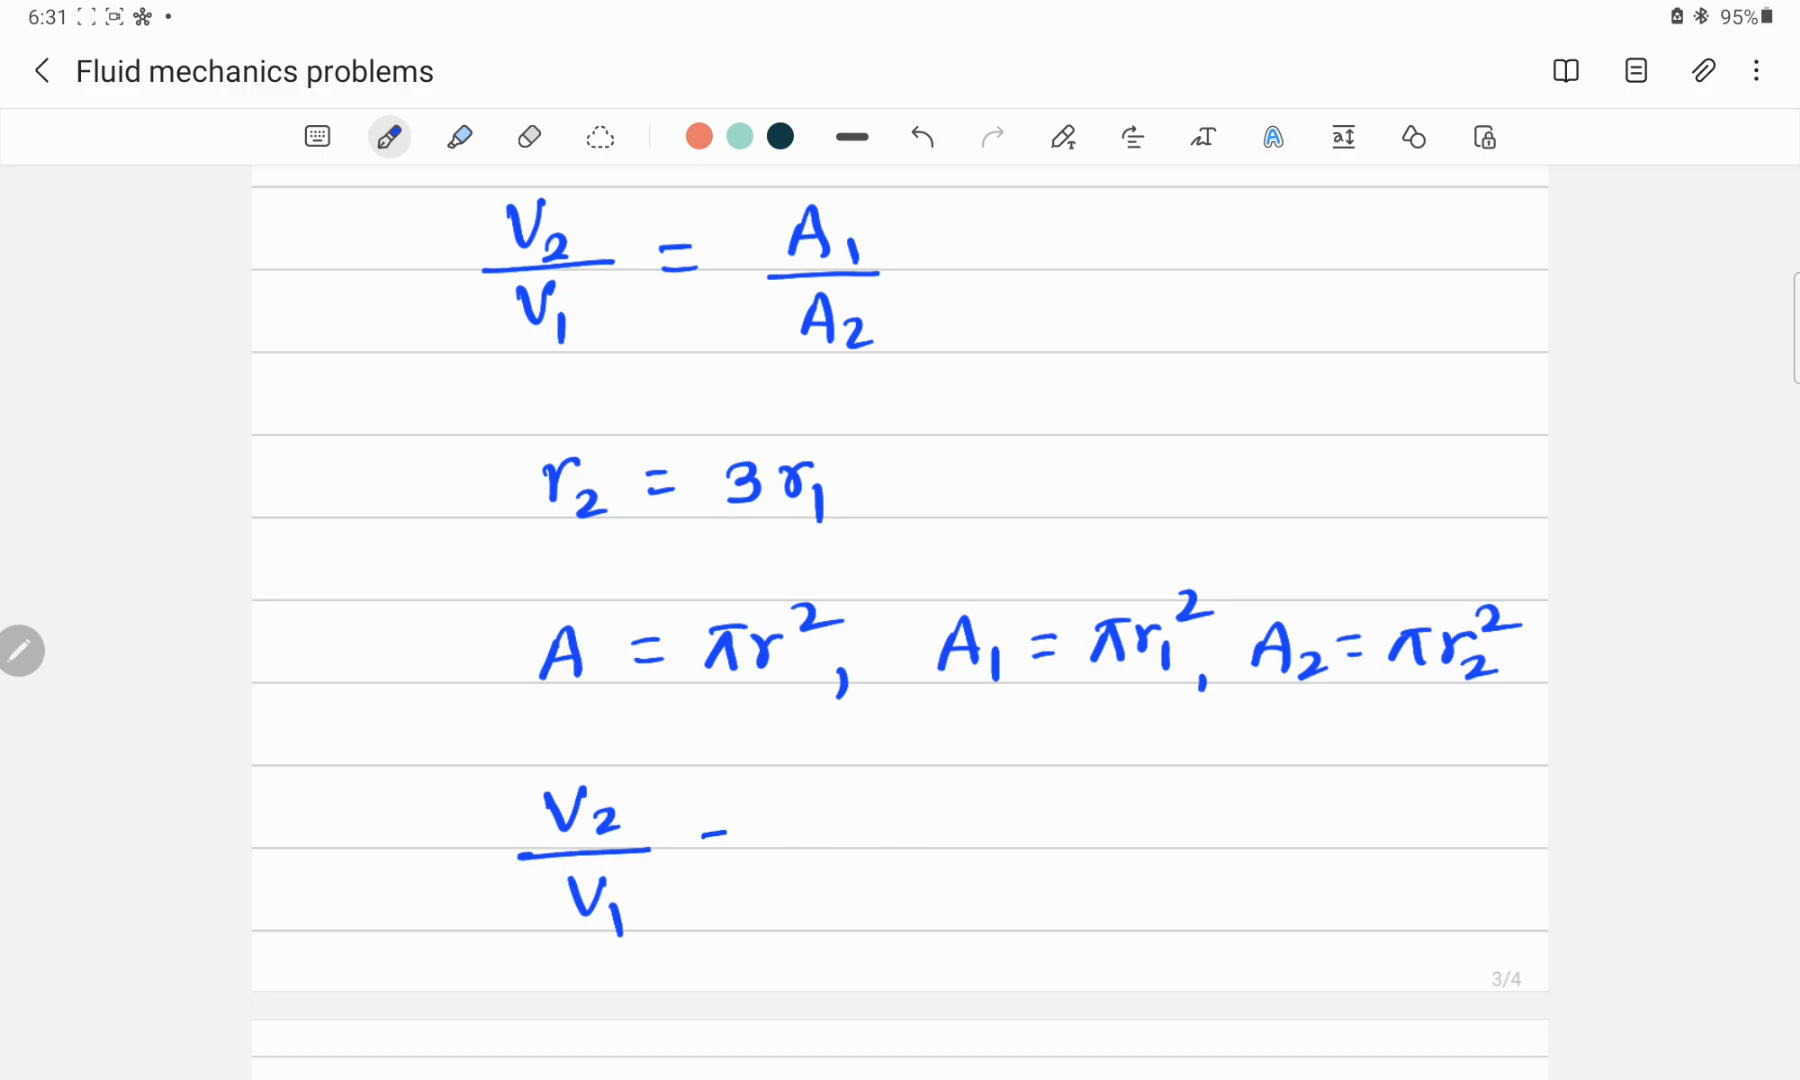 6:31 95%
Fluid mechanics problems
V₂/V₁ = A₁/A₂
r₂ = 3r₁
A = πr², A₁ = πr₁², A₂ = πr₂²
V₂/V₁ -
3/4